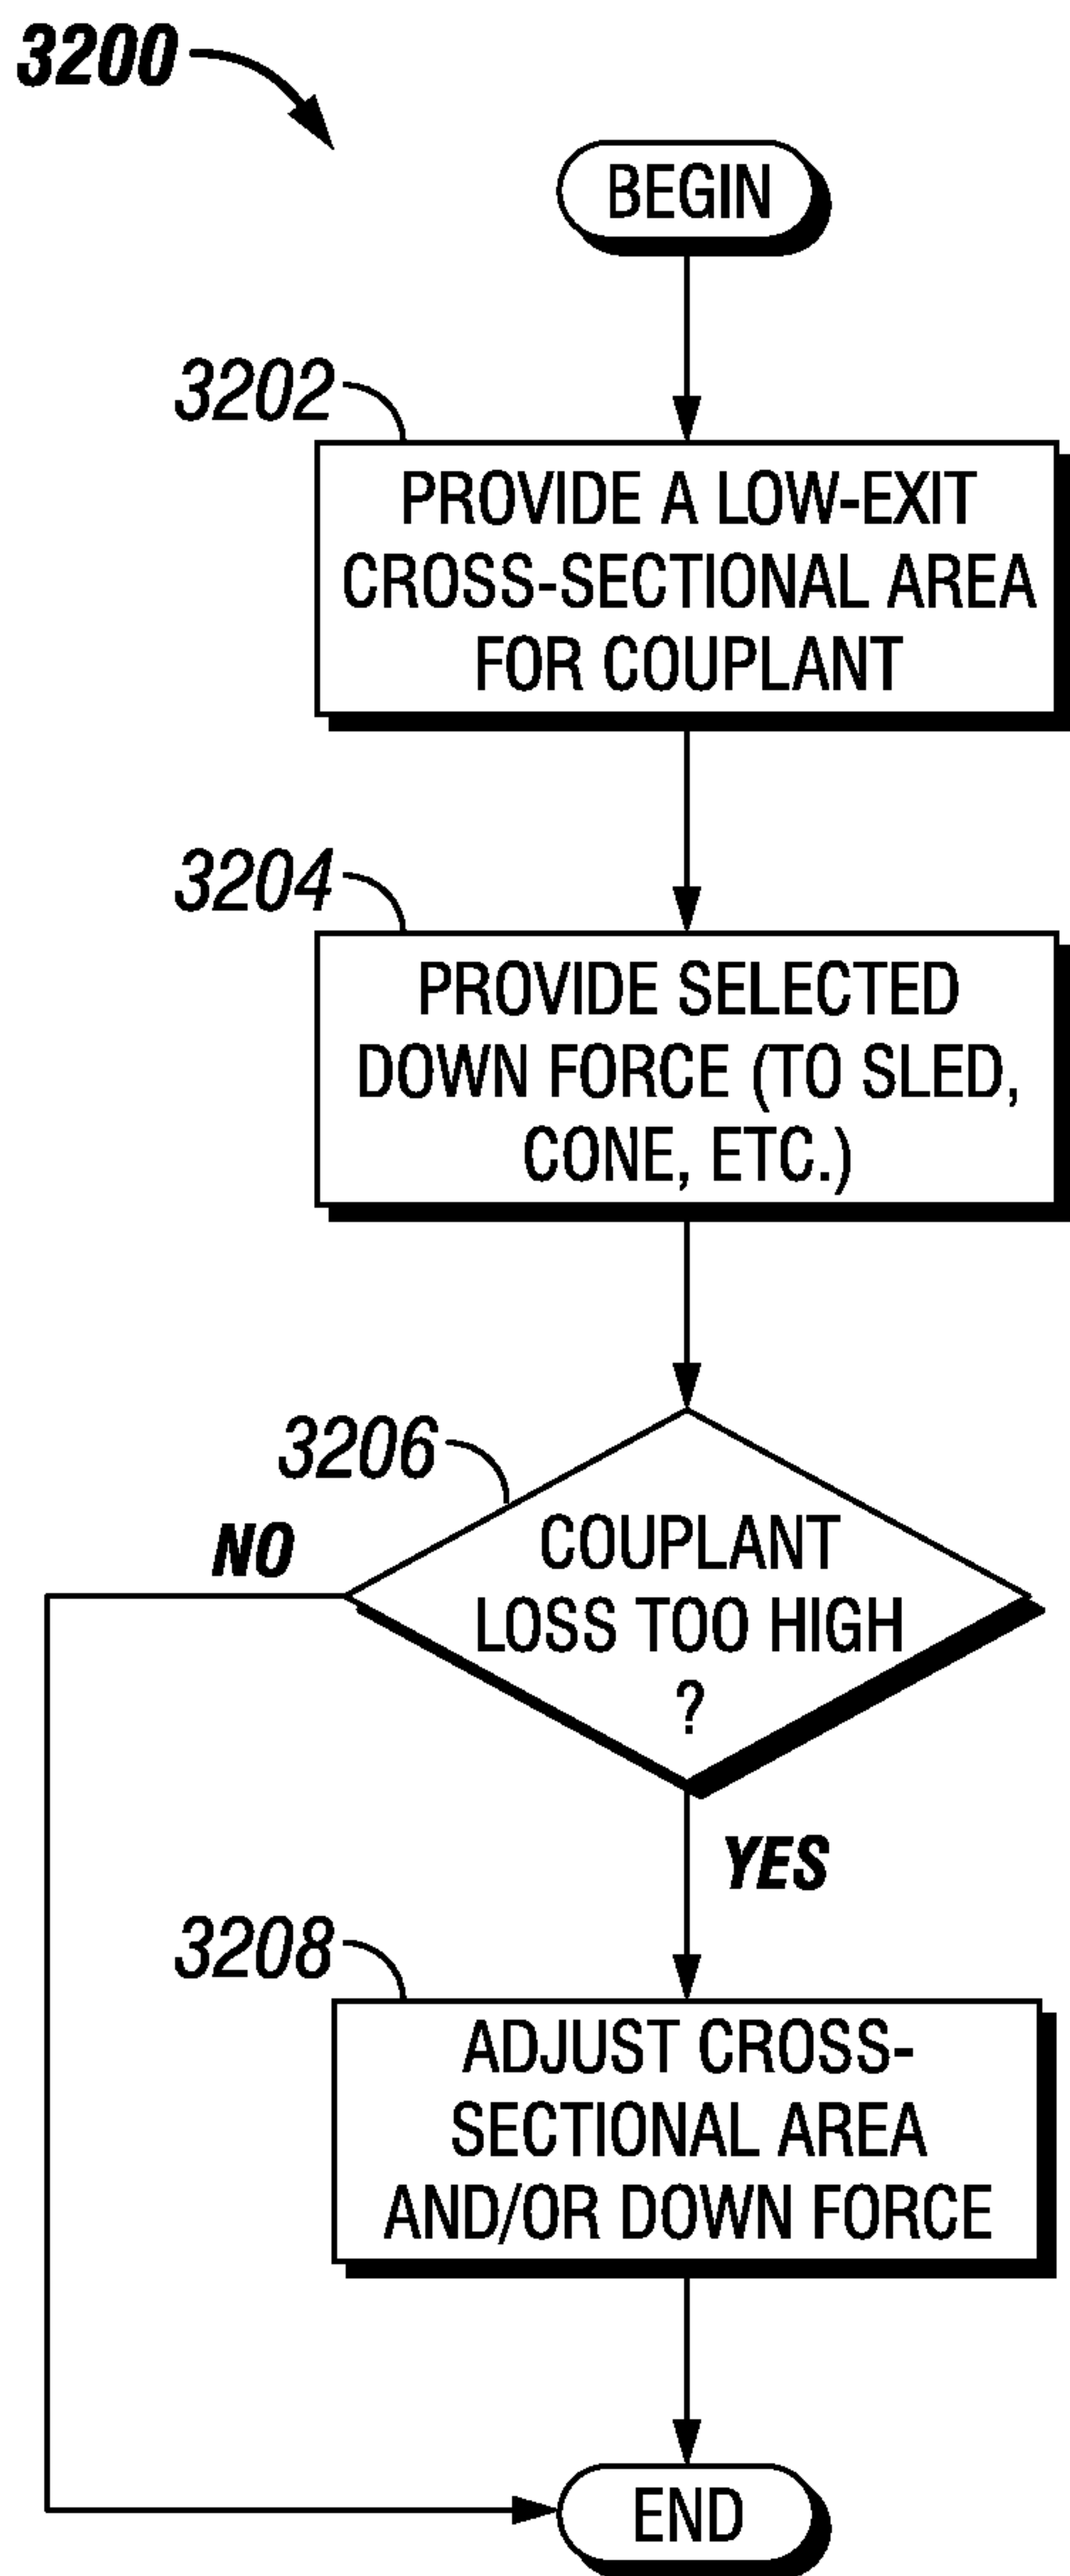 3200
BEGIN
3202
PROVIDE A LOW-EXIT
CROSS-SECTIONAL AREA
FOR COUPLANT
3204
PROVIDE SELECTED
DOWN FORCE (TO SLED,
CONE, ETC.)
3206
NO
COUPLANT
LOSS TOO HIGH
?
YES
3208
ADJUST CROSS-
SECTIONAL AREA
AND/OR DOWN FORCE
END